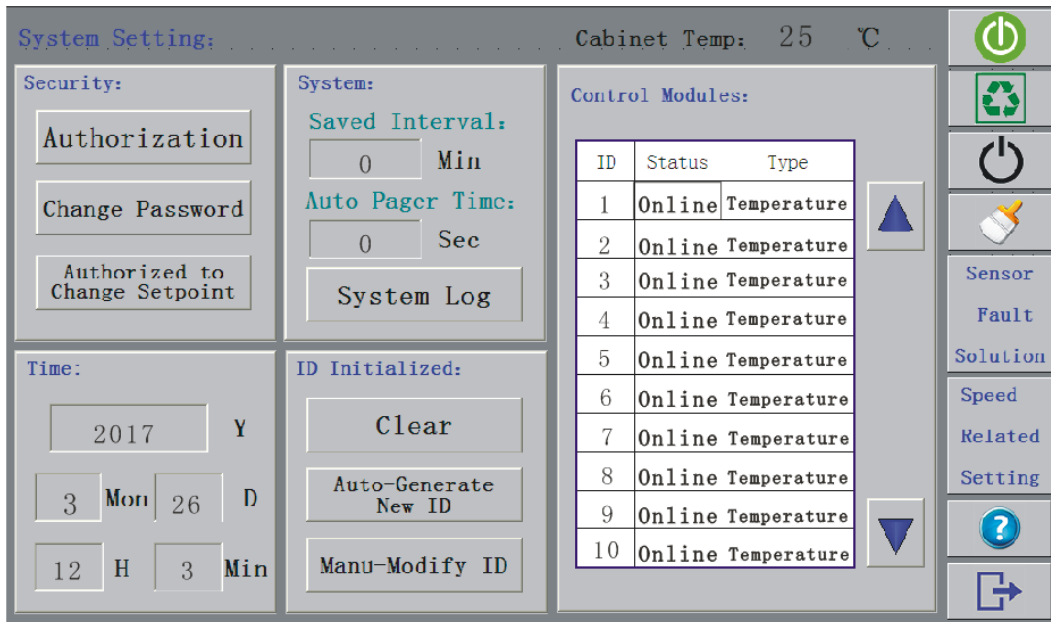 System Setting:
Cabinet Temp: 25 ℃
Security:
Authorization
Change Password
Authorized to
Change Setpoint
System:
Saved Interval:
0 Min
Auto Pager Time:
0 Sec
System Log
Time:
2017 Y
3 Mon 26 D
12 H 3 Min
ID Initialized:
Clear
Auto-Generate
New ID
Manu-Modify ID
Control Modules:
ID Status Type
1 Online Temperature
2 Online Temperature
3 Online Temperature
4 Online Temperature
5 Online Temperature
6 Online Temperature
7 Online Temperature
8 Online Temperature
9 Online Temperature
10 Online Temperature
Sensor
Fault
Solution
Speed
Related
Setting
?